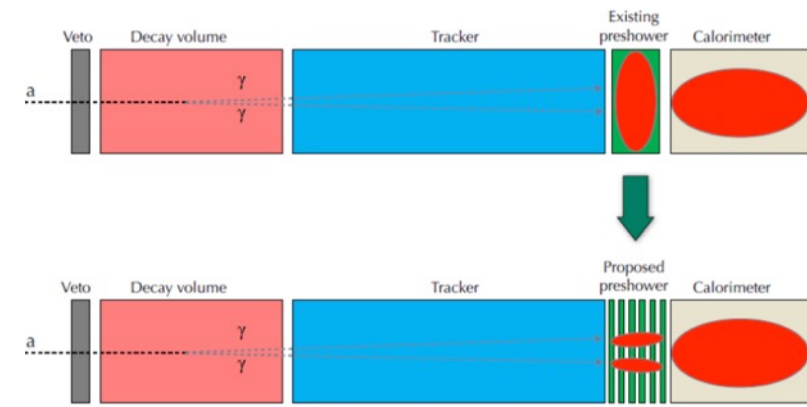 Existing
Veto Decay volume Tracker preshower Calorimeter
a
γ
γ
Proposed
Veto Decay volume Tracker preshower Calorimeter
a
γ
γ